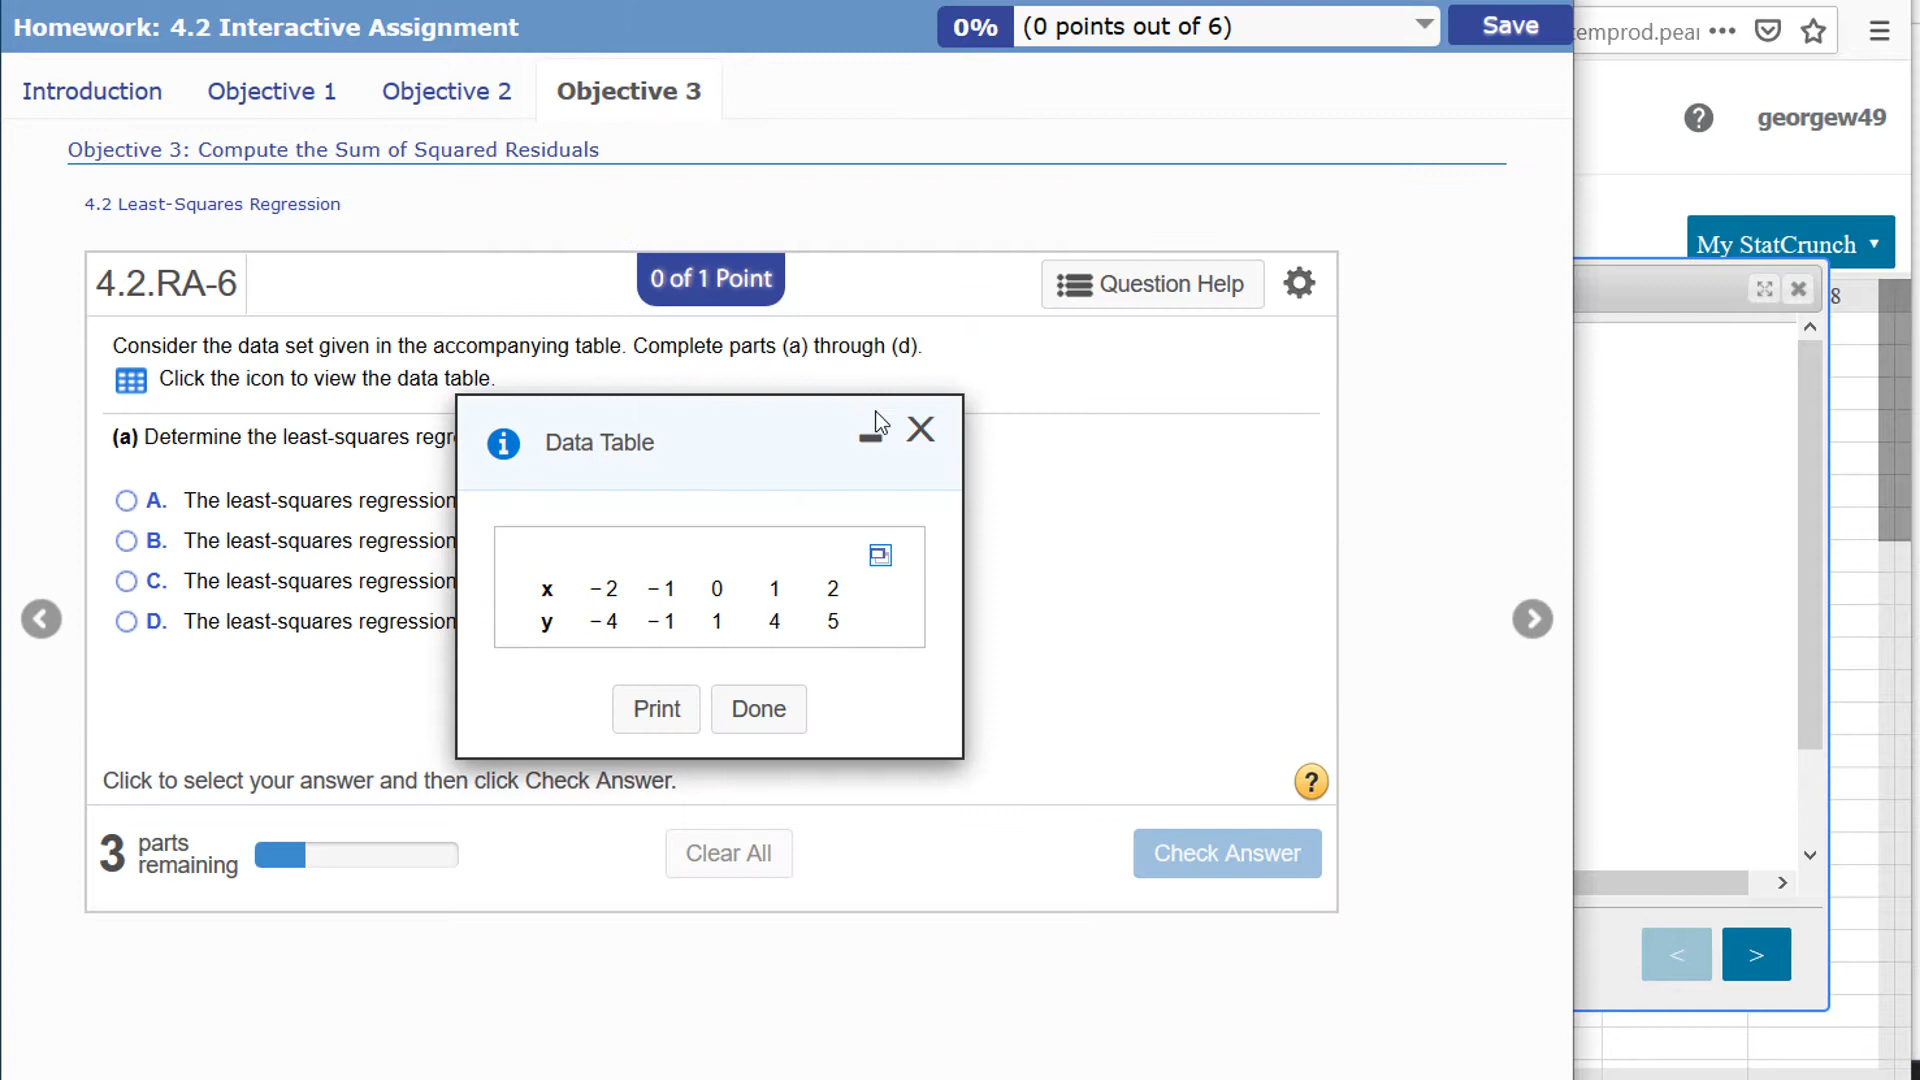 Homework: 4.2 Interactive Assignment
0% (0 points out of 6)
Save
emprod.pear •••
Introduction
Objective 1
Objective 2
Objective 3
georgew49
Objective 3: Compute the Sum of Squared Residuals
4.2 Least-Squares Regression
My StatCrunch
4.2.RA-6
0 of 1 Point
Question Help
8
Consider the data set given in the accompanying table. Complete parts (a) through (d).
Click the icon to view the data table.
(a) Determine the least-squares regr
Data Table
A. The least-squares regression
B. The least-squares regression
C. The least-squares regression
D. The least-squares regression
x −2 −1 0 1 2
y −4 −1 1 4 5
Print
Done
Click to select your answer and then click Check Answer.
?
3 parts
remaining
Clear All
Check Answer
<
>